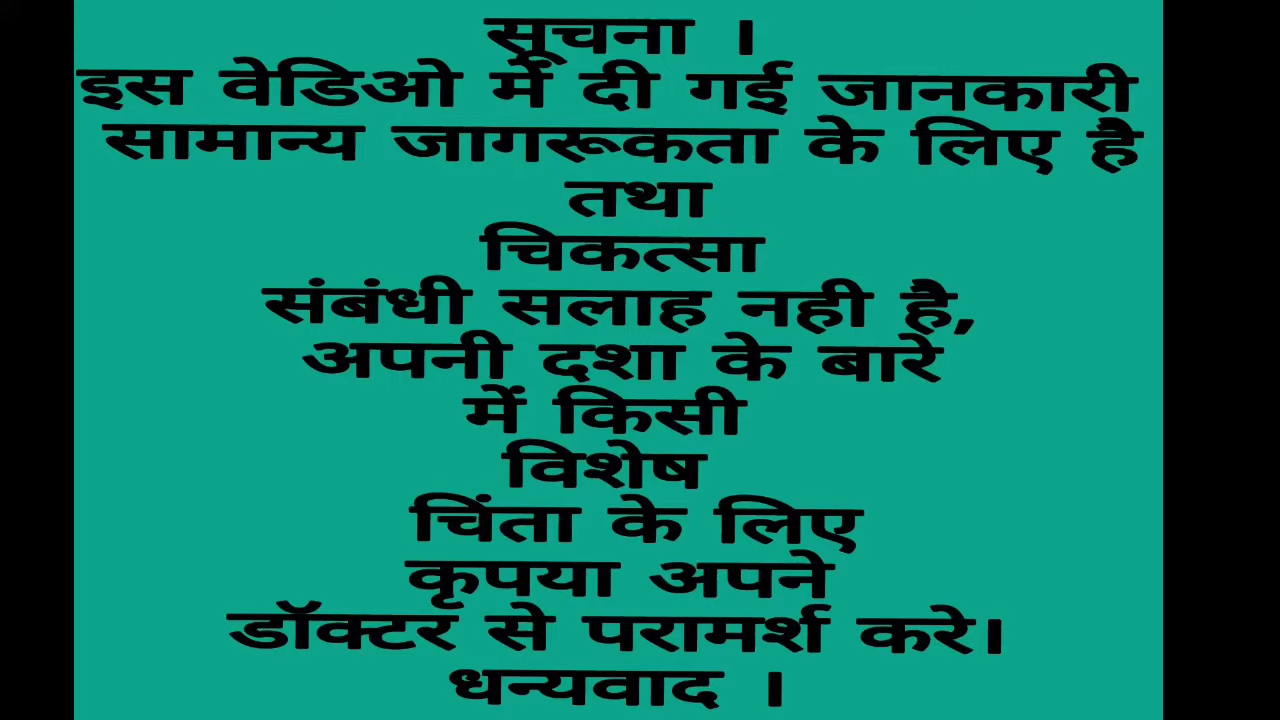 सूचना ।
इस वेडिओ में दी गई जानकारी
सामान्य जागरूकता के लिए है
तथा
चिकत्सा
संबंधी सलाह नही है,
अपनी दशा के बारे
में किसी
विशेष
चिंता के लिए
कृपया अपने
डॉक्टर से परामर्श करे।
धन्यवाद ।